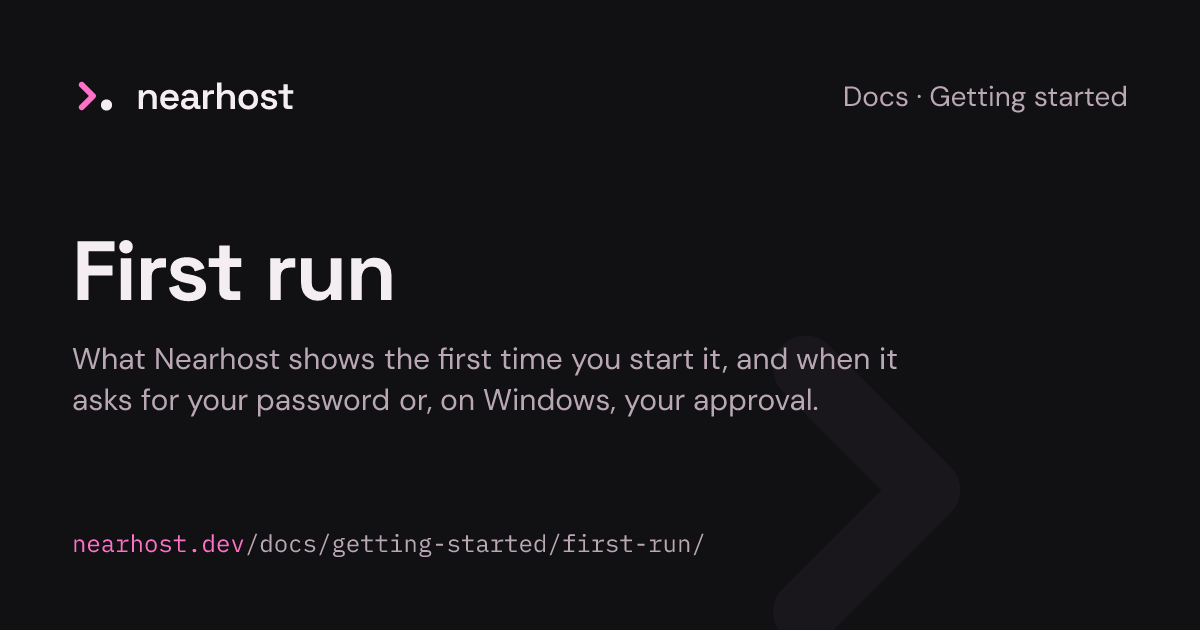 nearhost
Docs · Getting started
First run
What Nearhost shows the first time you start it, and when it
asks for your password or, on Windows, your approval.
nearhost.dev/docs/getting-started/first-run/